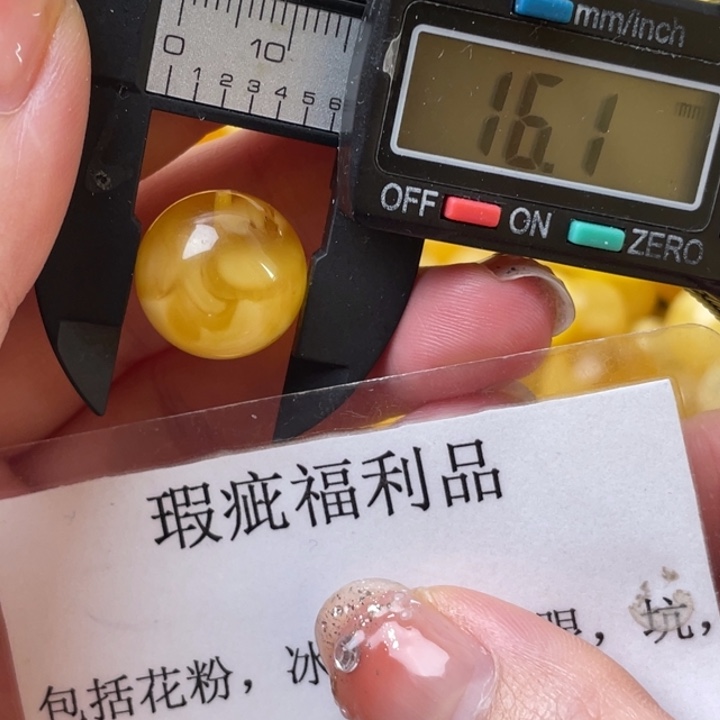 mm/inch
0 10
1 2 3 4 5 6
16.1 mm
OFF ON ZERO
瑕疵福利品
包括花粉，冰 ，坑，